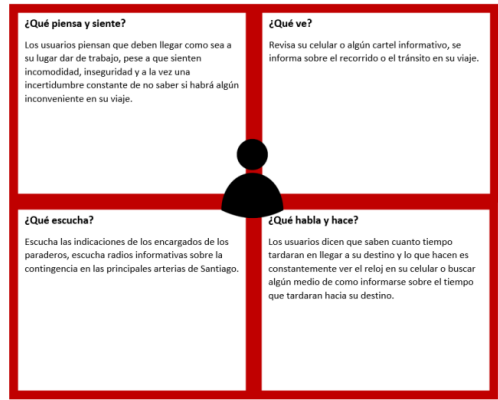 ¿Qué piensa y siente?
Los usuarios piensan que deben llegar como sea a
su lugar dar de trabajo, pese a que sienten
incomodidad, inseguridad y a la vez una
incertidumbre constante de no saber si habrá algún
inconveniente en su viaje.
¿Qué ve?
Revisa su celular o algún cartel informativo, se
informa sobre el recorrido o el tránsito en su viaje.
¿Qué escucha?
Escucha las indicaciones de los encargados de los
paraderos, escucha radios informativas sobre la
contingencia en las principales arterias de Santiago.
¿Qué habla y hace?
Los usuarios dicen que saben cuanto tiempo
tardaran en llegar a su destino y lo que hacen es
constantemente ver el reloj en su celular o buscar
algún medio de como informarse sobre el tiempo
que tardaran hacia su destino.